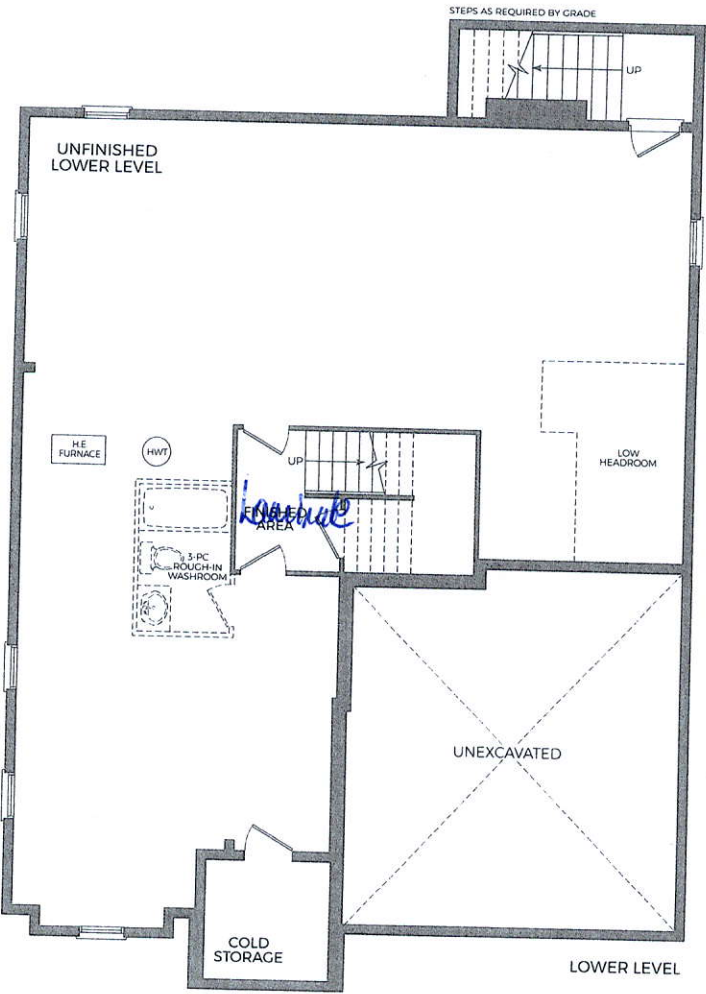 STEPS AS REQUIRED BY GRADE
UP
UNFINISHED
LOWER LEVEL
H.E
FURNACE
HWT
UP
LOW
HEADROOM
Laminate
FINISHED
AREA
3-PC
ROUGH-IN
WASHROOM
UNEXCAVATED
COLD
STORAGE
LOWER LEVEL